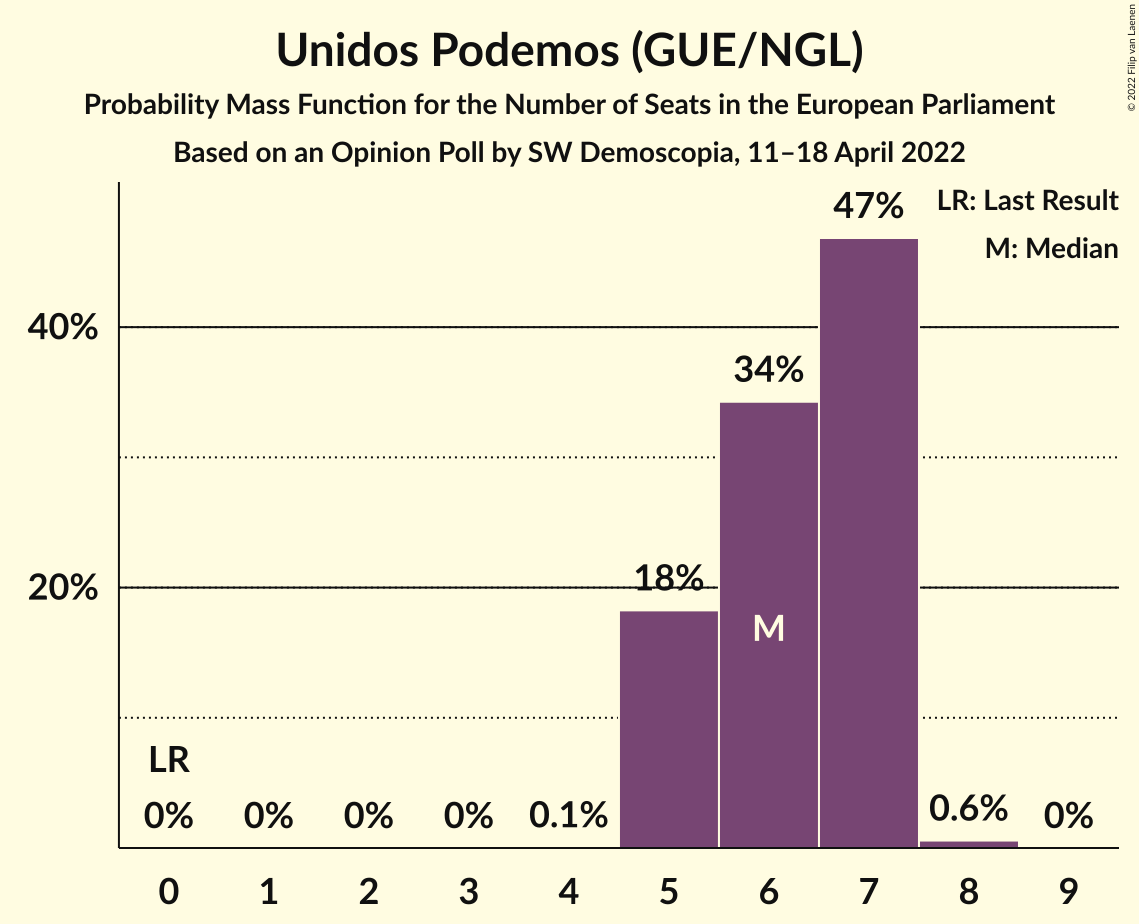 Unidos Podemos (GUE/NGL)
Probability Mass Function for the Number of Seats in the European Parliament
Based on an Opinion Poll by SW Demoscopia, 11–18 April 2022
© 2022 Filip van Laenen
LR: Last Result
M: Median
47%
40%
34%
20%
18%
M
LR
0% 0% 0% 0% 0.1% 0.6% 0%
0 1 2 3 4 5 6 7 8 9